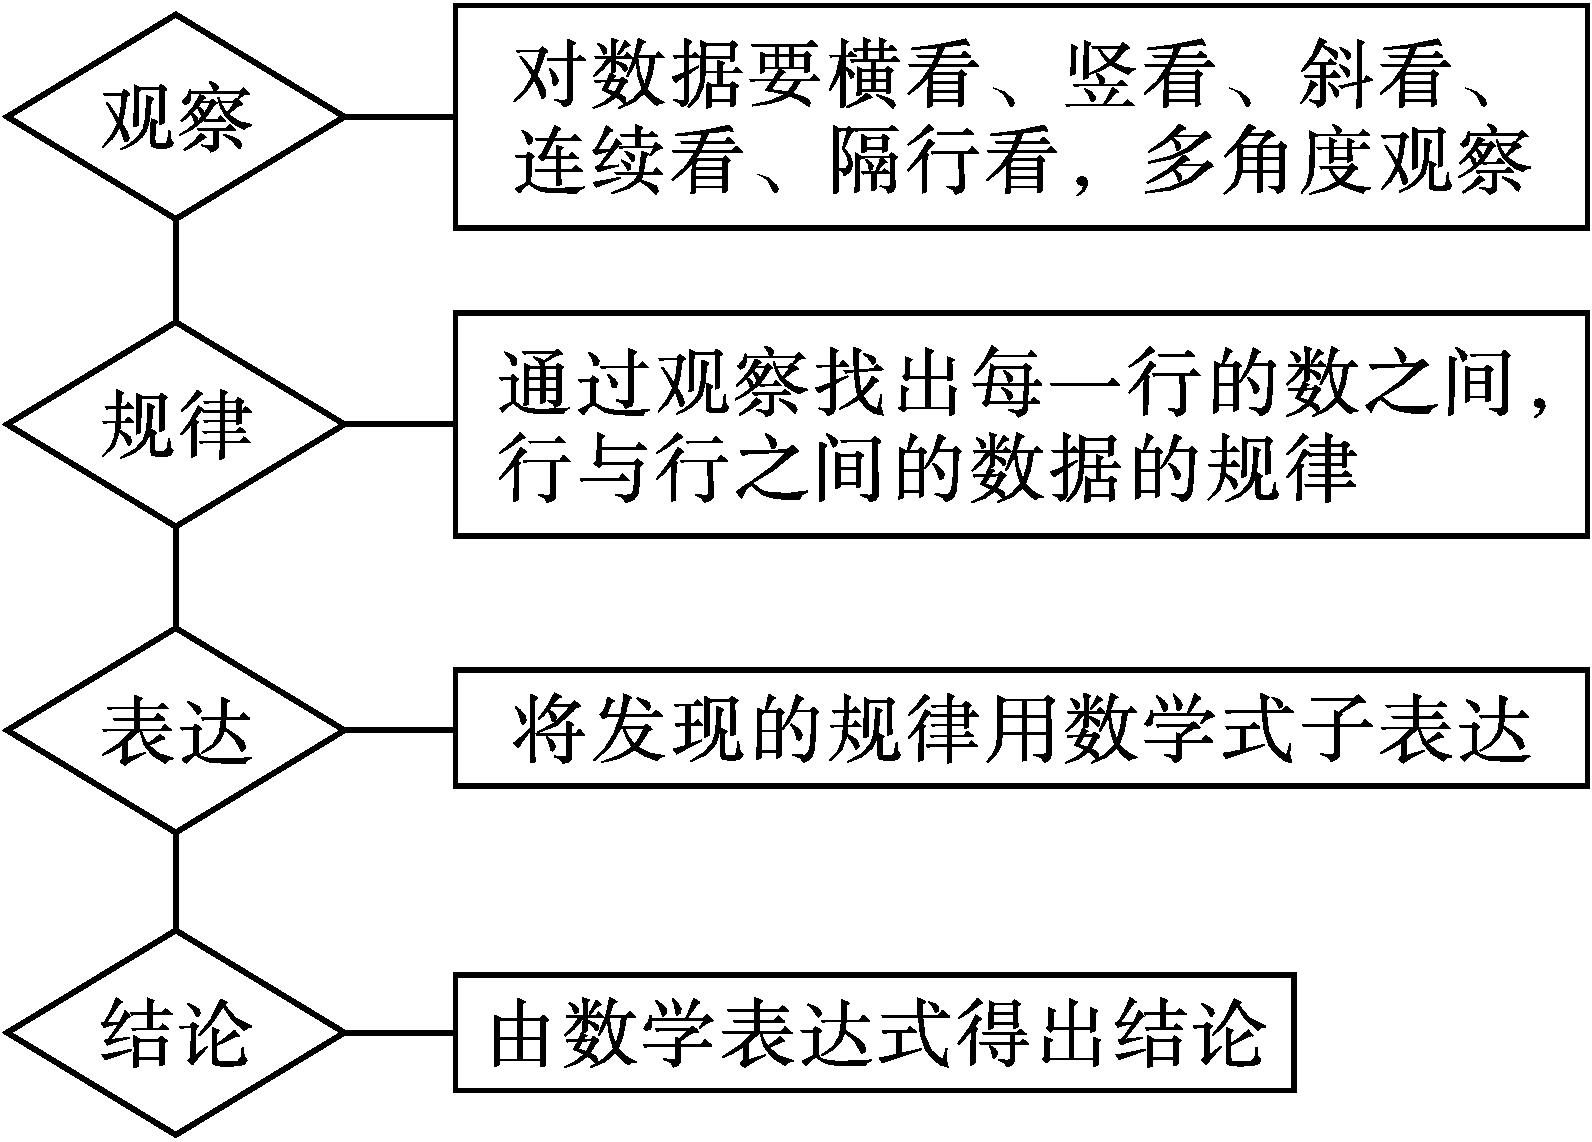 观察
对数据要横看、竖看、斜看、
连续看、隔行看，多角度观察
规律
通过观察找出每一行的数之间，
行与行之间的数据的规律
表达
将发现的规律用数学式子表达
结论
由数学表达式得出结论